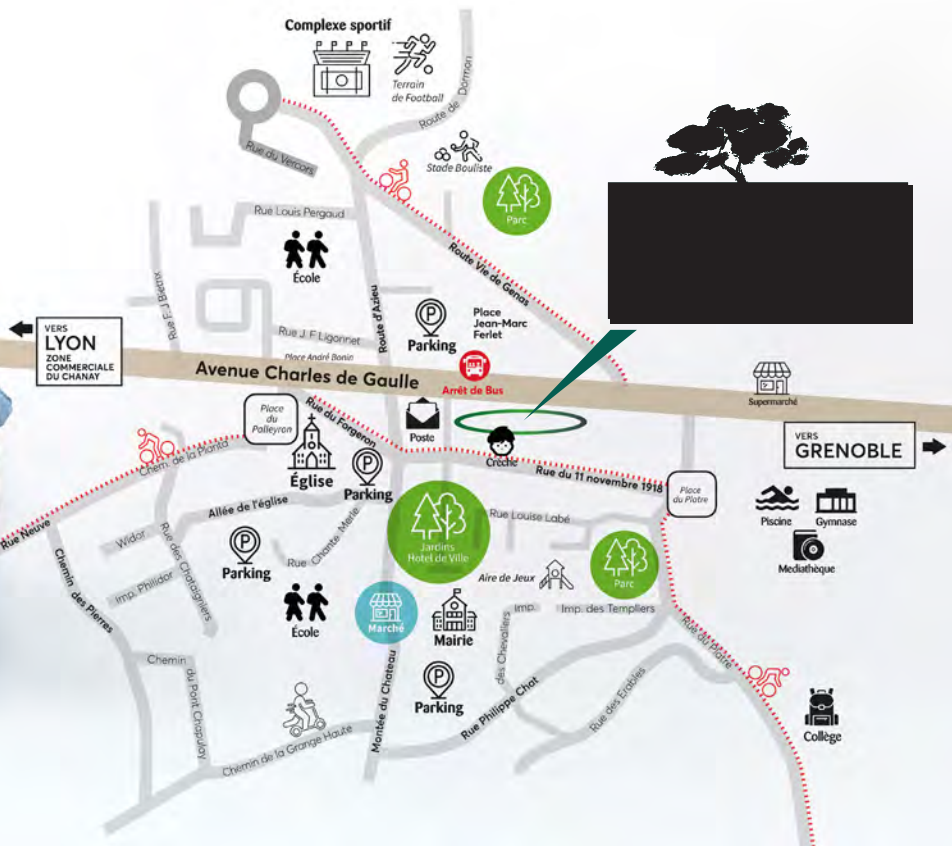 Complexe sportif
Terrain
de Football
Route de Dormon
Rue du Vercors
Stade Bouliste
Parc
Rue Louis Pergaud
École
Route Vie de Genas
Rue F.J Breaux
Route d'Azieu
Place
Jean-Marc
Ferlet
P
Parking
Rue J F Ligonnet
Place André Bonin
VERS
LYON
ZONE
COMMERCIALE
DU CHANAY
Avenue Charles de Gaulle
Arrêt de Bus
Supermarché
Place
du
Palleyron
Rue du Forgeron
Poste
Crèche
VERS
GRENOBLE
Chem. de la Planta
Église
P
Parking
Rue du 11 novembre 1918
Place
du Platre
Piscine
Gymnase
Mediathèque
Rue Neuve
Allée de l'église
Jardins
Hotel de Ville
Rue Louise Labé
Widor
P
Parking
Rue Chante Merle
Rue des Chataigniers
Chemin des Pierres
Imp. Philidor
Aire de Jeux
Parc
École
Marché
Mairie
Imp.
des Chevaliers
Imp. des Templiers
Rue du Platre
Chemin
du Pont Chapulay
P
Parking
Montée du Chateau
Rue Philippe Chat
Rue des Erables
Collège
Chemin de la Grange Haute